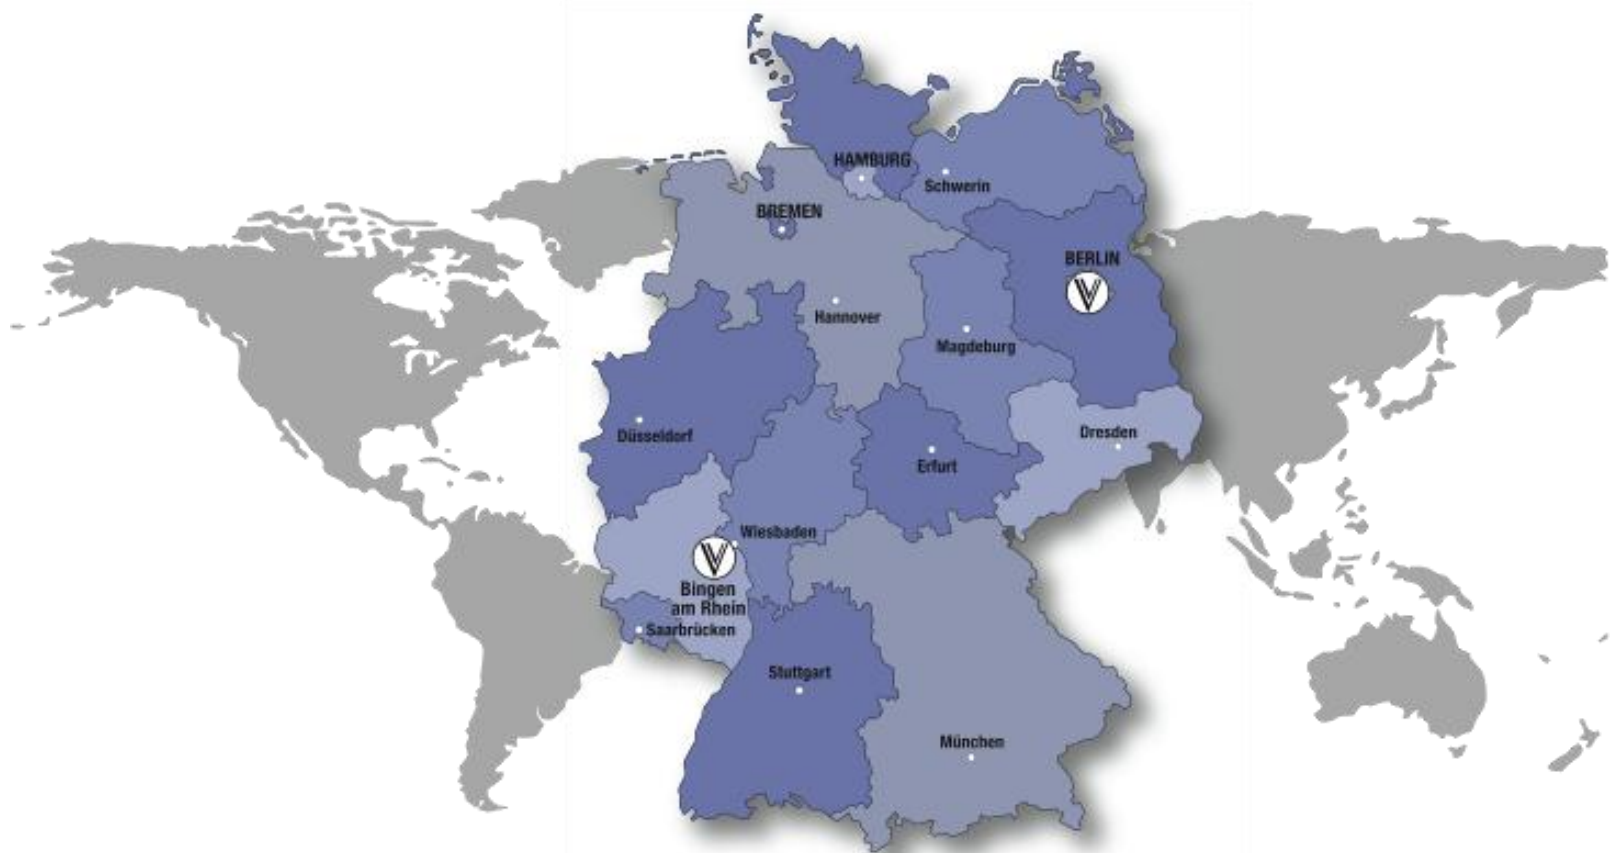 HAMBURG
Schwerin
BREMEN
BERLIN
V
Hannover
Magdeburg
Düsseldorf
Dresden
Erfurt
Wiesbaden
V
Bingen
am Rhein
Saarbrücken
Stuttgart
München